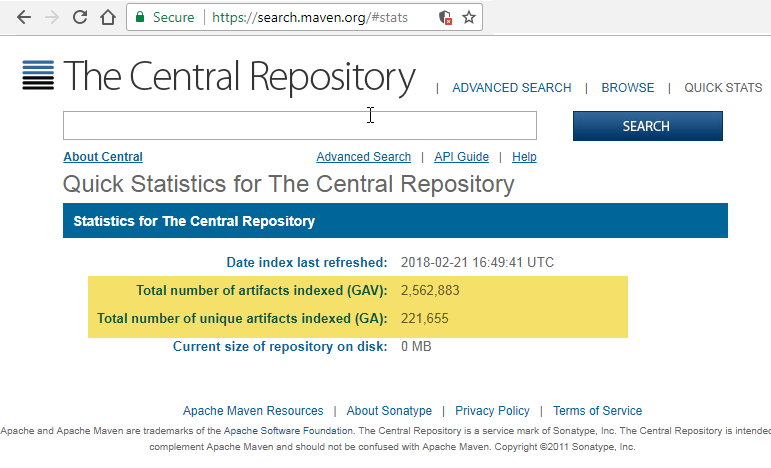 Secure | https://search.maven.org/#stats
The Central Repository | ADVANCED SEARCH | BROWSE | QUICK STATS
SEARCH
About Central Advanced Search | API Guide | Help
Quick Statistics for The Central Repository
Statistics for The Central Repository
Date index last refreshed: 2018-02-21 16:49:41 UTC
Total number of artifacts indexed (GAV): 2,562,883
Total number of unique artifacts indexed (GA): 221,655
Current size of repository on disk: 0 MB
Apache Maven Resources | About Sonatype | Privacy Policy | Terms of Service
Apache and Apache Maven are trademarks of the Apache Software Foundation. The Central Repository is a service mark of Sonatype, Inc. The Central Repository is intended
complement Apache Maven and should not be confused with Apache Maven. Copyright ©2011 Sonatype, Inc.